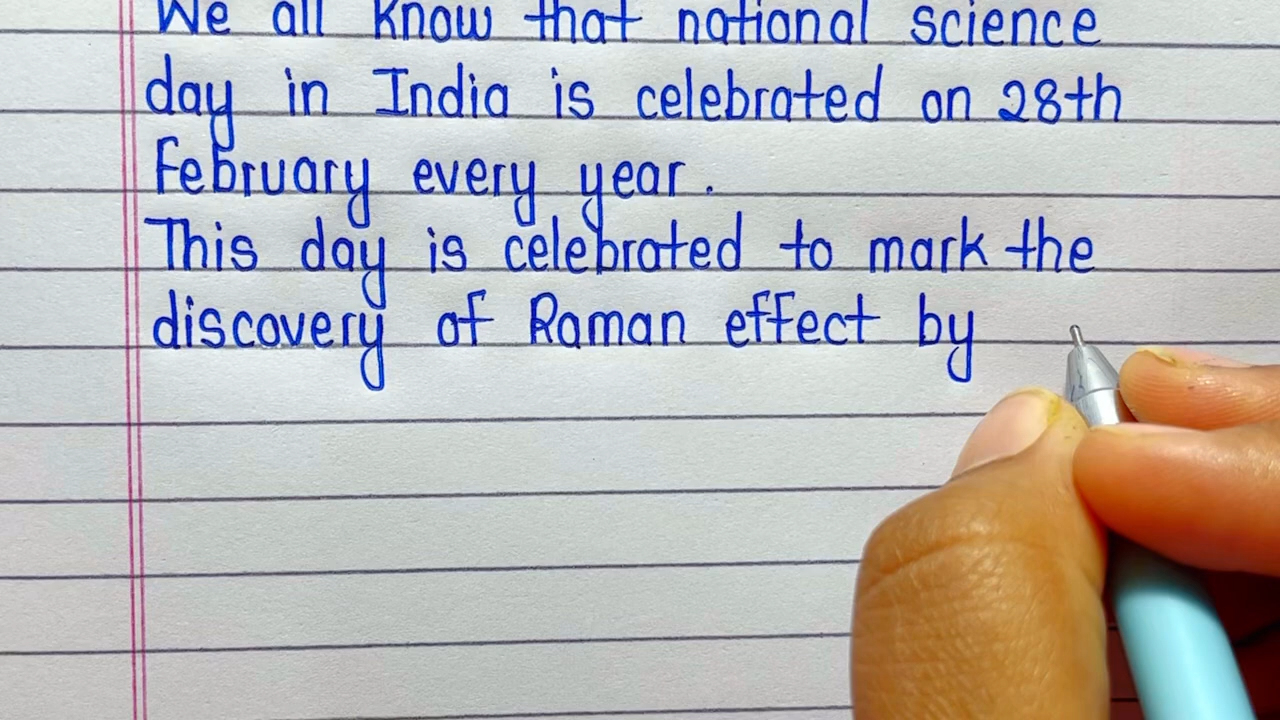 We all know that national science
day in India is celebrated on 28th
February every year.
This day is celebrated to mark the
discovery of Raman effect by